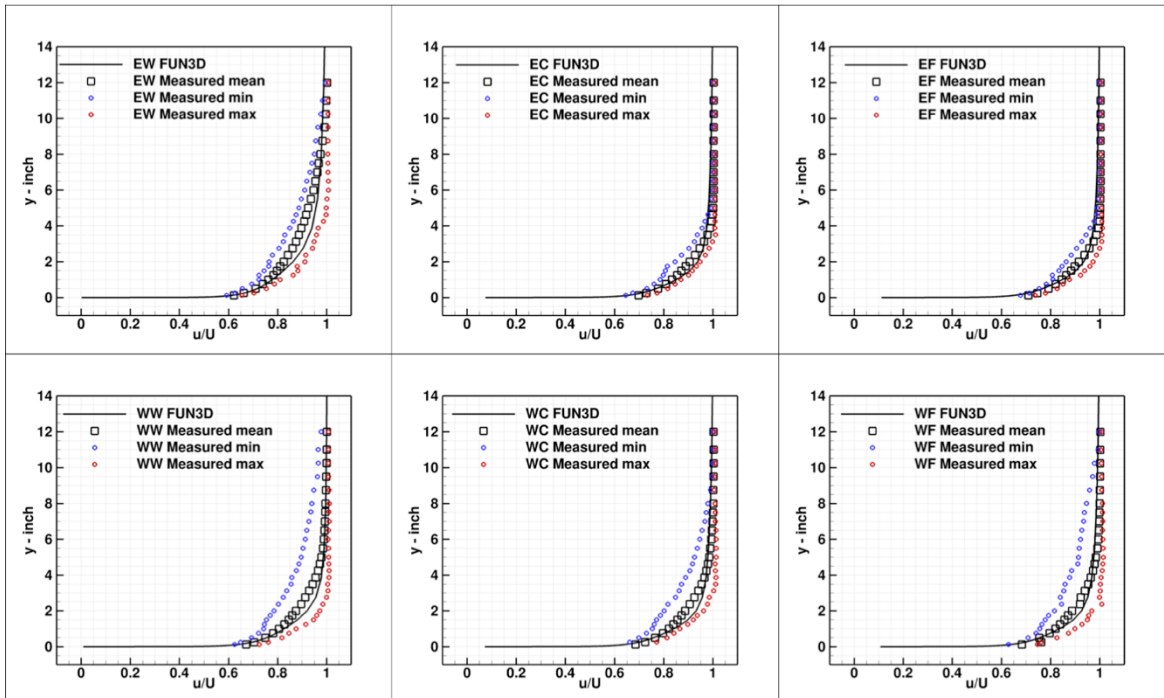 14
12
10
8
6
4
2
0
y - inch
EW FUN3D
EW Measured mean
EW Measured min
EW Measured max
0 0.2 0.4 0.6 0.8 1
u/U
14
12
10
8
6
4
2
0
y - inch
EC FUN3D
EC Measured mean
EC Measured min
EC Measured max
0 0.2 0.4 0.6 0.8 1
u/U
14
12
10
8
6
4
2
0
y - inch
EF FUN3D
EF Measured mean
EF Measured min
EF Measured max
0 0.2 0.4 0.6 0.8 1
u/U
14
12
10
8
6
4
2
0
y - inch
WW FUN3D
WW Measured mean
WW Measured min
WW Measured max
0 0.2 0.4 0.6 0.8 1
u/U
14
12
10
8
6
4
2
0
y - inch
WC FUN3D
WC Measured mean
WC Measured min
WC Measured max
0 0.2 0.4 0.6 0.8 1
u/U
14
12
10
8
6
4
2
0
y - inch
WF FUN3D
WF Measured mean
WF Measured min
WF Measured max
0 0.2 0.4 0.6 0.8 1
u/U